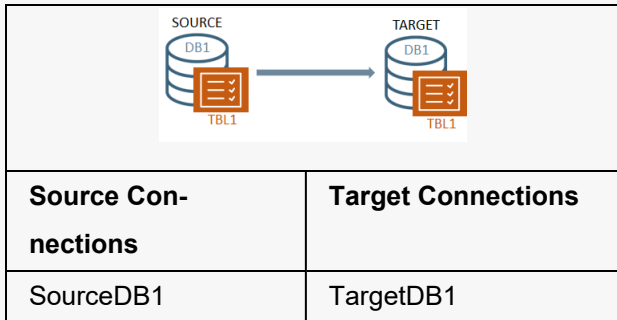 SOURCE TARGET
DB1 DB1
TBL1 TBL1
Source Con- Target Connections
nections
SourceDB1 TargetDB1